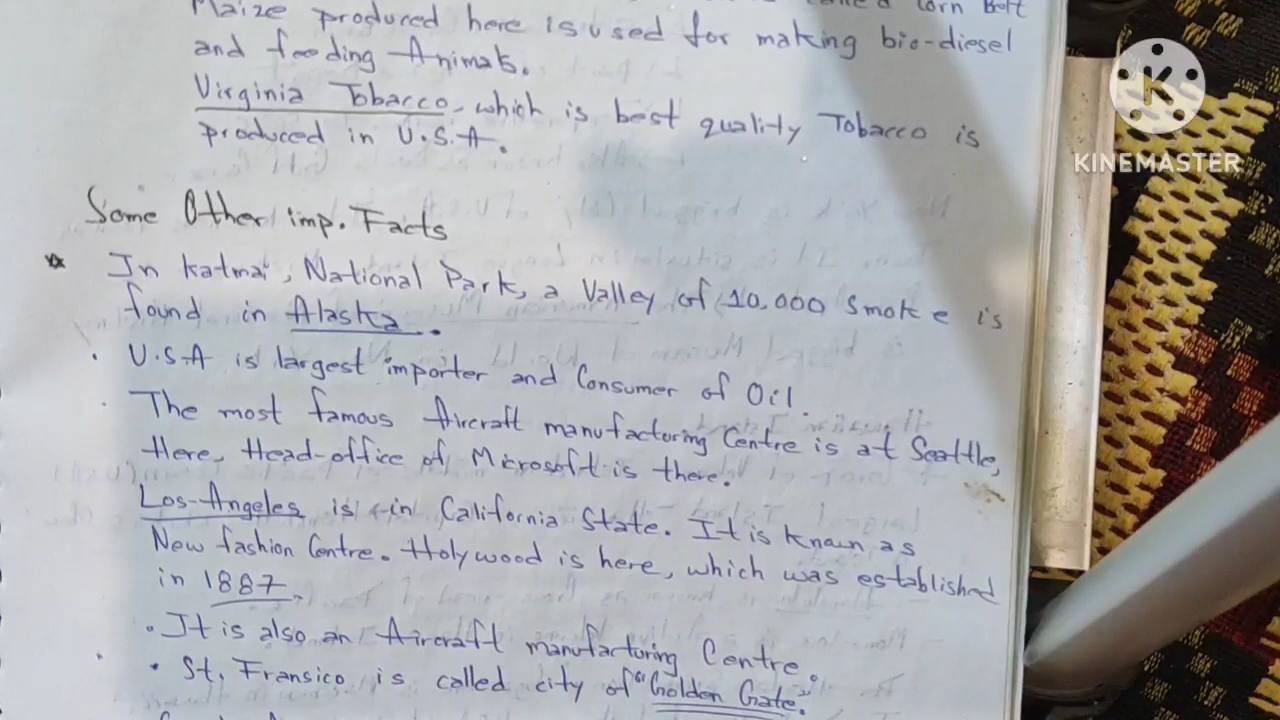 Corn Belt
Maize produced here is used for making bio-diesel
and feeding Animals.
Virginia Tobacco, which is best quality Tobacco is
produced in U.S.A.
Some Other imp. Facts
In Katmai, National Park, a Valley of 10,000 Smoke is
found in Alaska.
U.S.A is largest importer and Consumer of Oil.
The most famous Aircraft manufactoring Centre is at Seattle,
Here, Head-office of Microsoft is there.
Los-Angeles is in California State. It is known as
New fashion Centre. Holywood is here, which was established
in 1887.
It is also an Aircraft manufacturing Centre.
St. Fransico is called city of "Golden Gate".
KINEMASTER